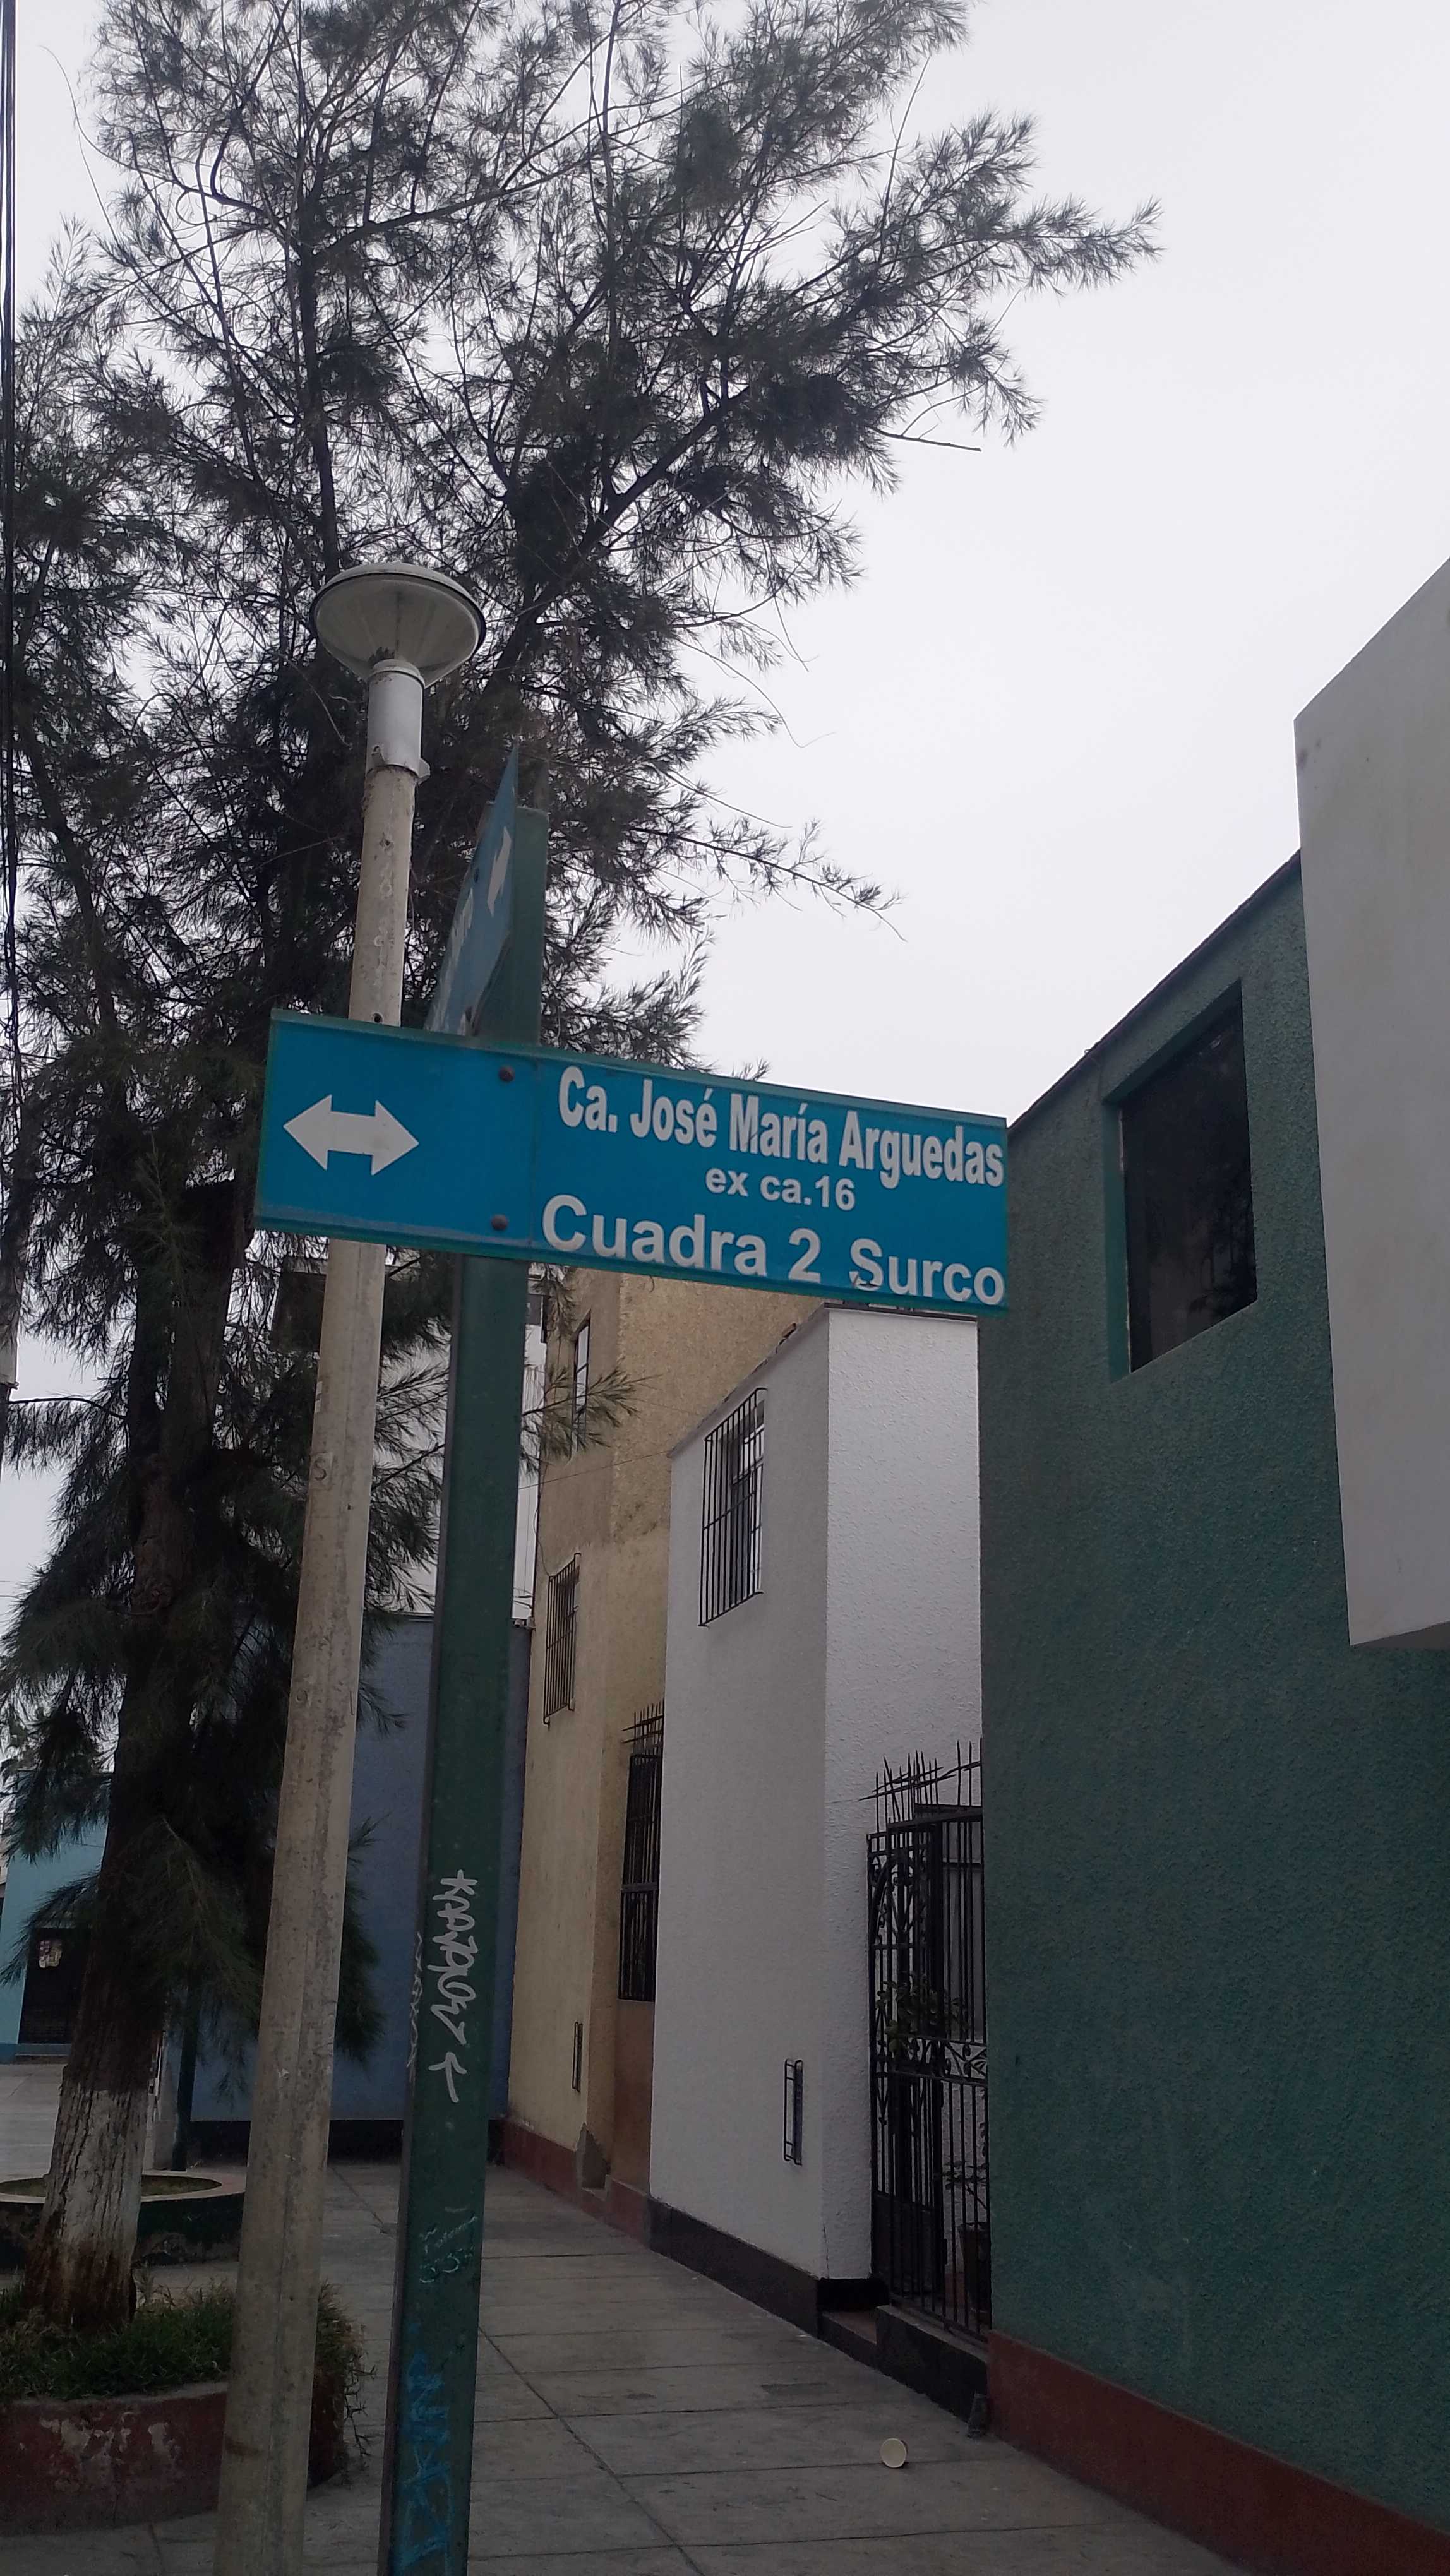 Ca. José María Arguedas
ex ca.16
Cuadra 2 Surco